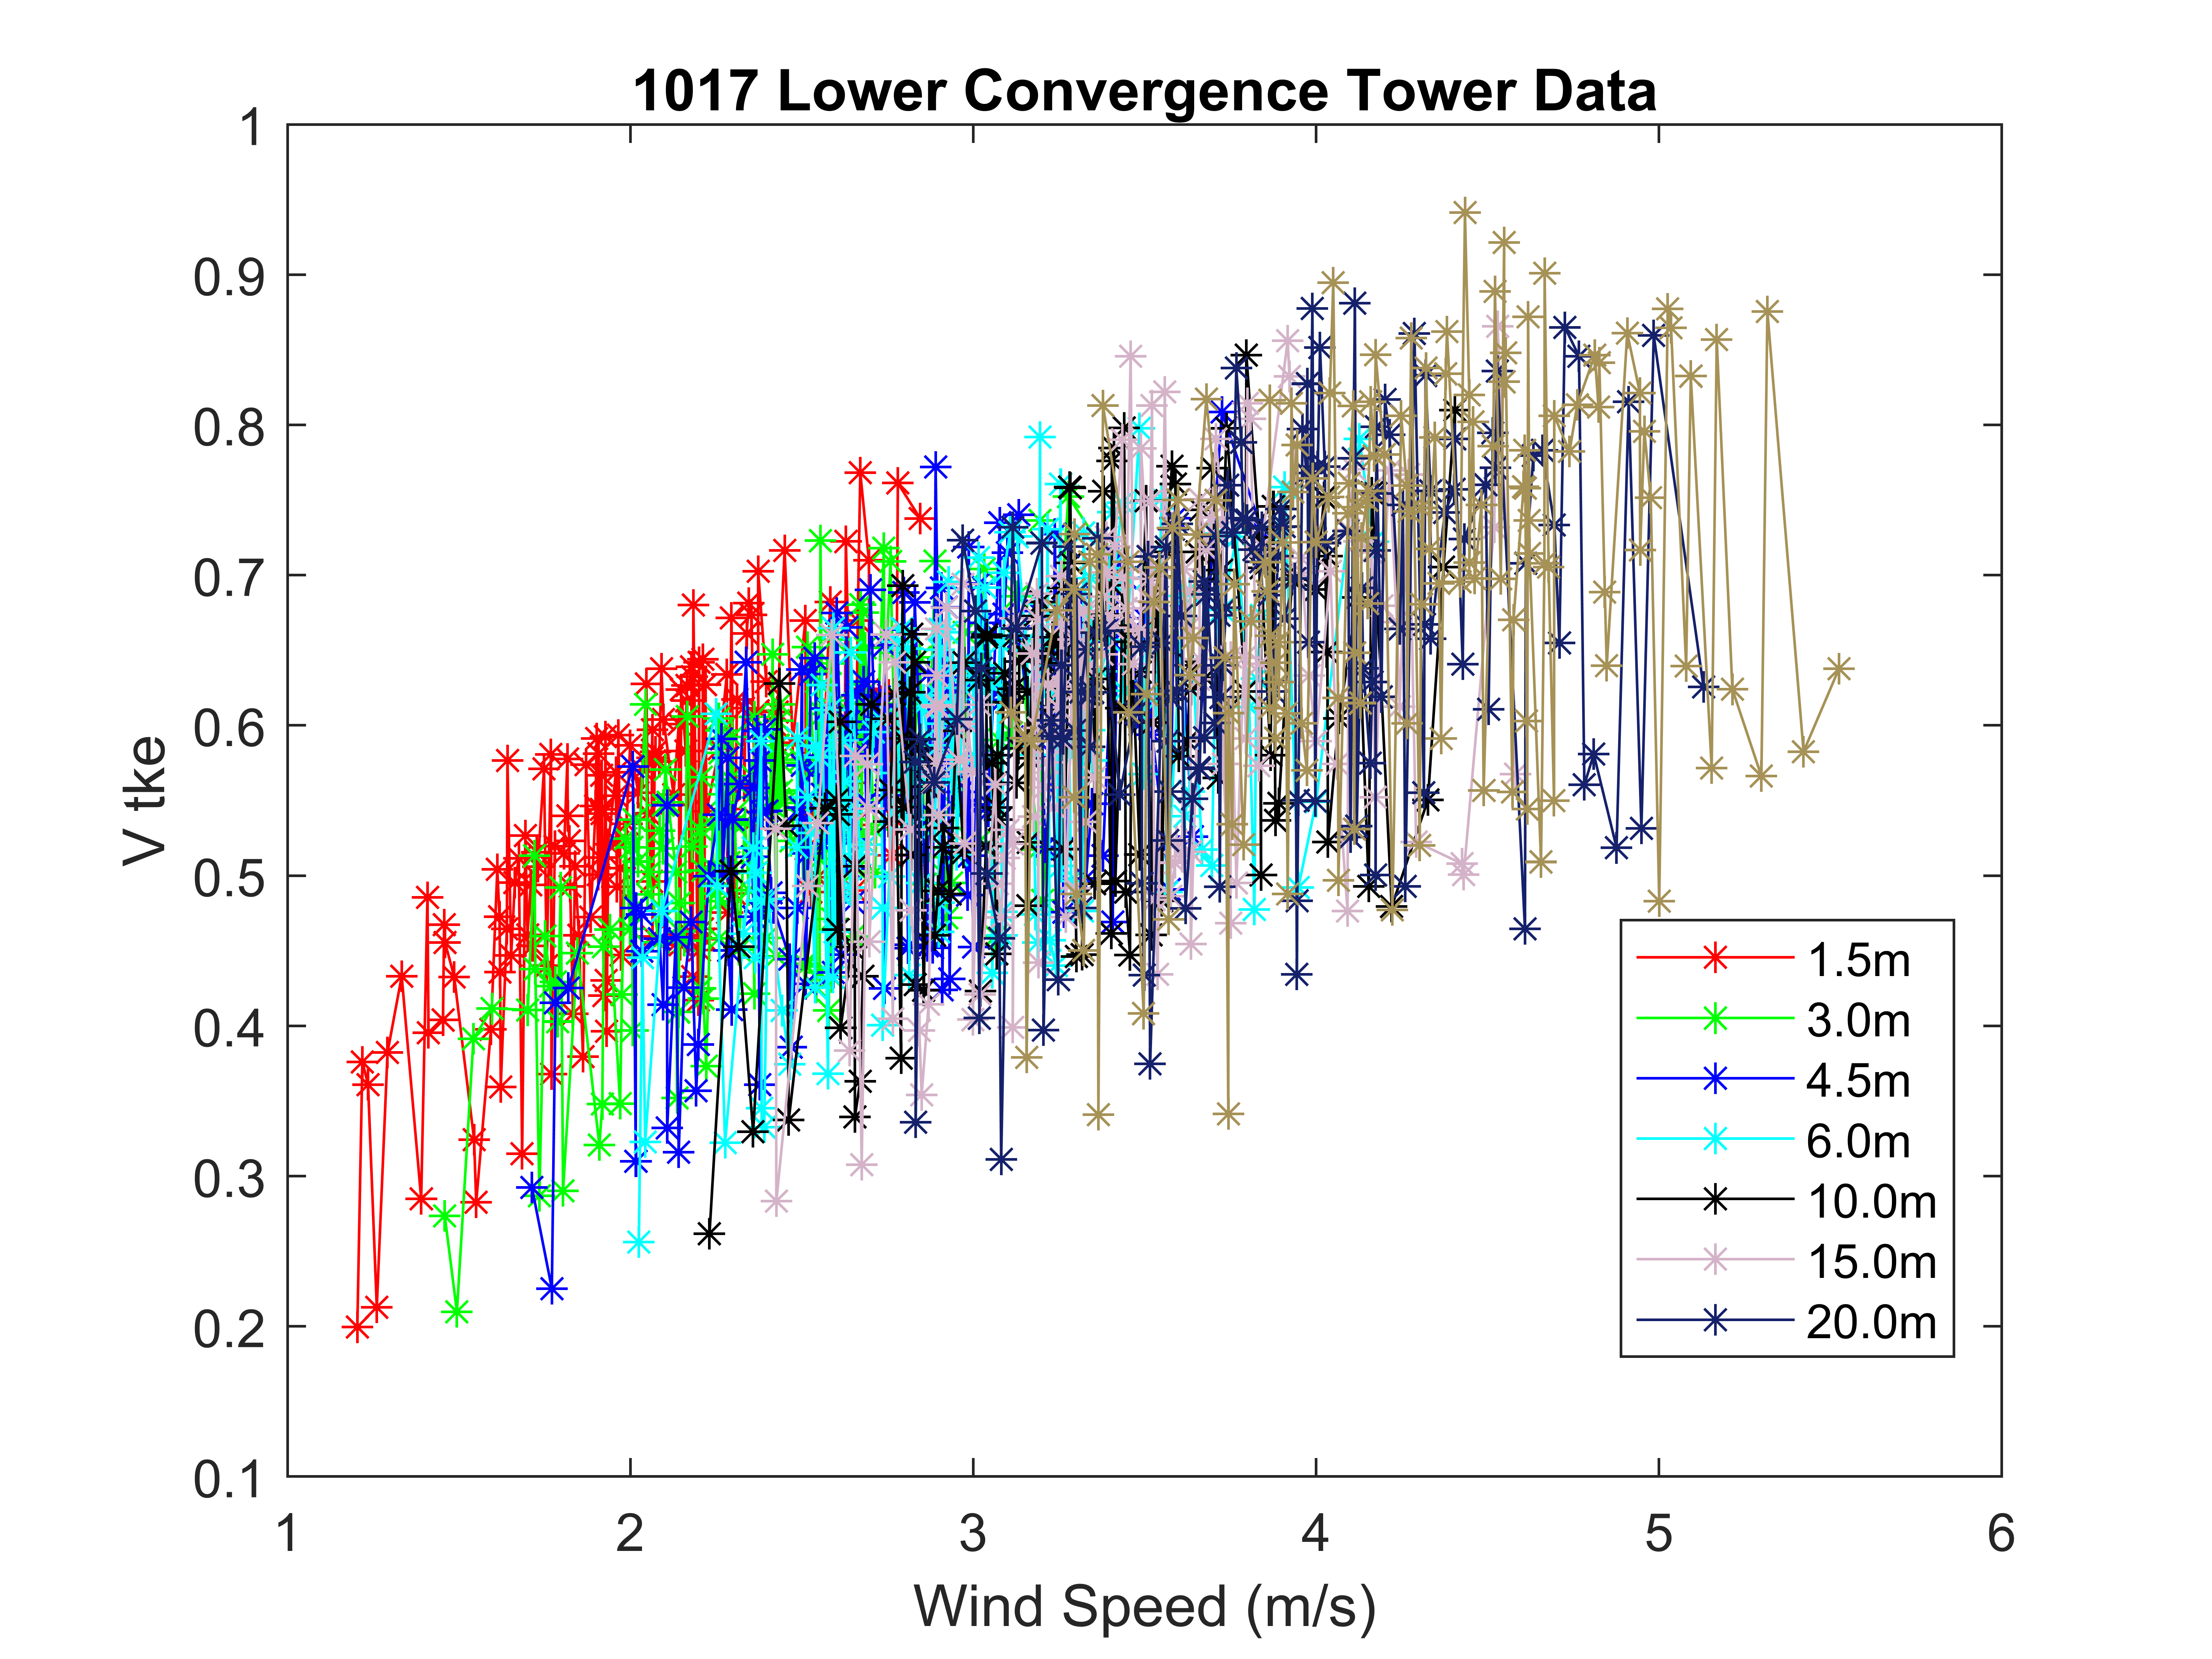 1017 Lower Convergence Tower Data
1
0.9
0.8
0.7
0.6
0.5
0.4
0.3
0.2
0.1
V tke
1 2 3 4 5 6
Wind Speed (m/s)
1.5m
3.0m
4.5m
6.0m
10.0m
15.0m
20.0m